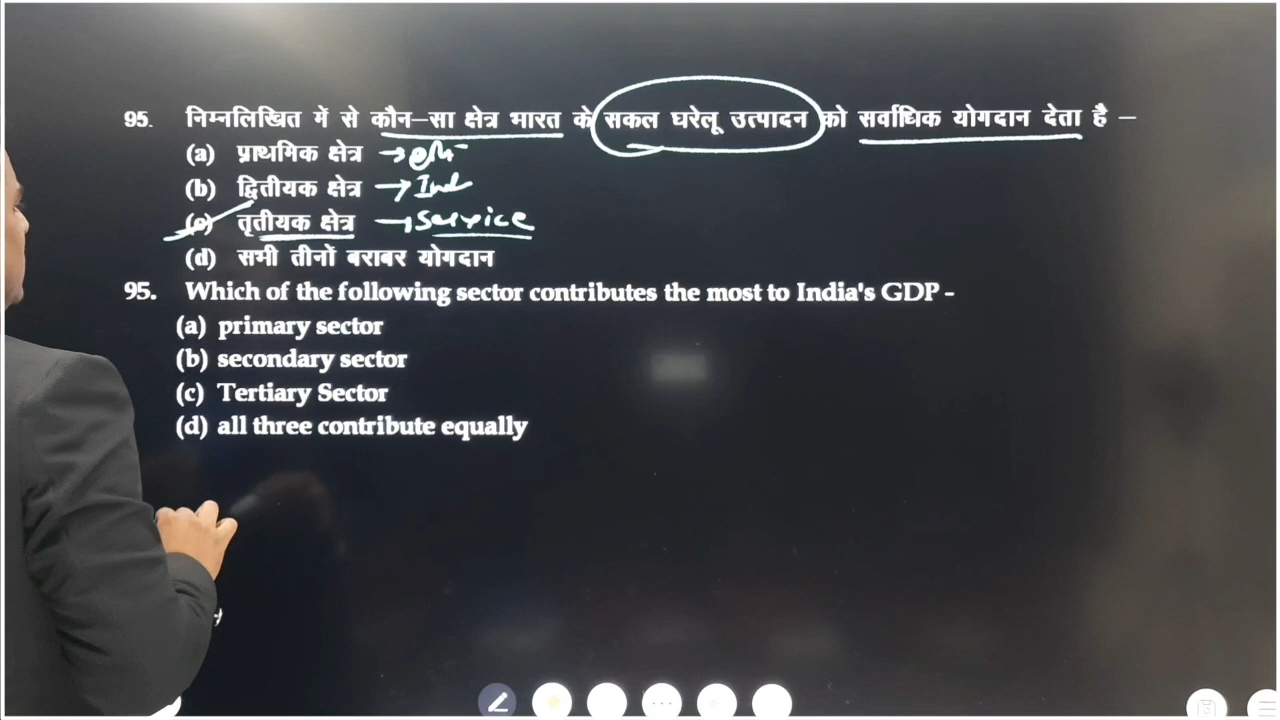 95. निम्नलिखित में से कौन–सा क्षेत्र भारत के सकल घरेलू उत्पादन को सर्वाधिक योगदान देता है –
(a) प्राथमिक क्षेत्र →
(b) द्वितीयक क्षेत्र → Ind
(c) तृतीयक क्षेत्र → Service
(d) सभी तीनों बराबर योगदान
95. Which of the following sector contributes the most to India's GDP -
(a) primary sector
(b) secondary sector
(c) Tertiary Sector
(d) all three contribute equally